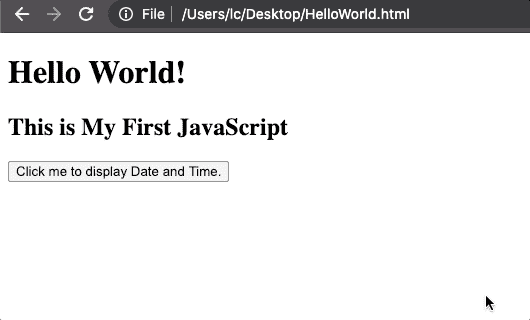 File /Users/lc/Desktop/HelloWorld.html
Hello World!
This is My First JavaScript
Click me to display Date and Time.